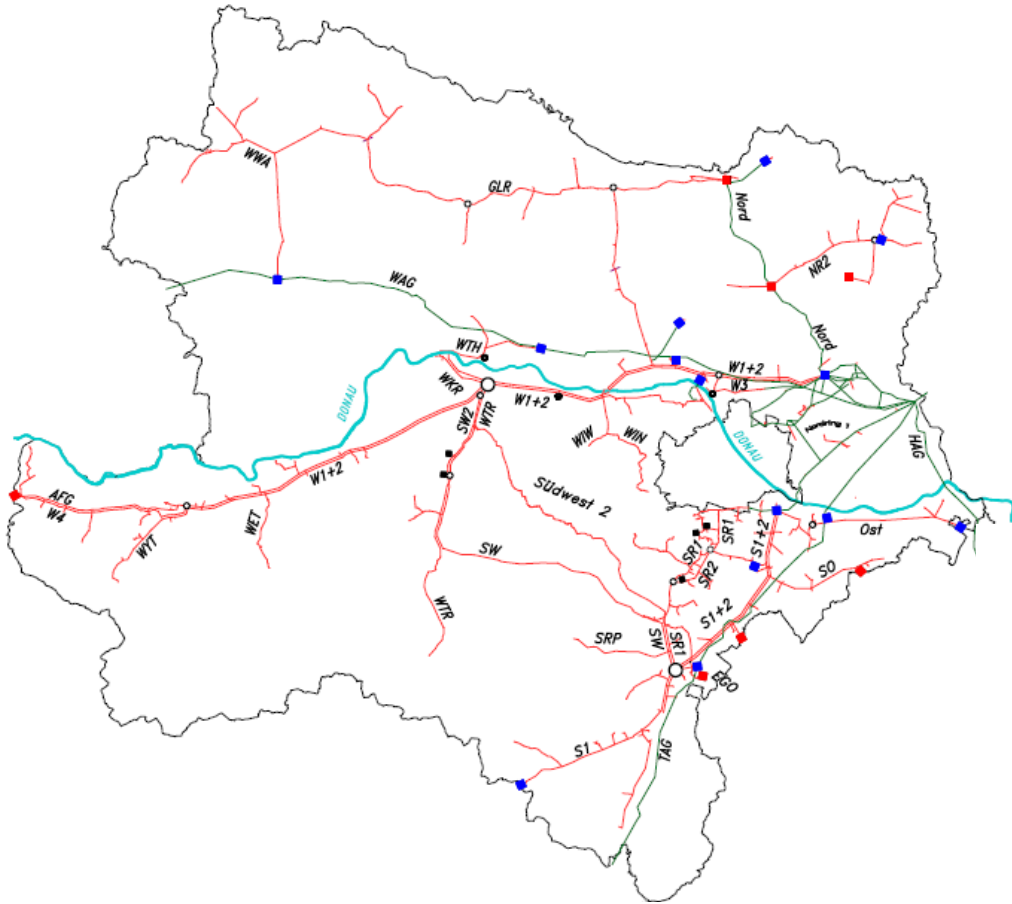 WWA
GLR
Nord
NR2
WAG
Nord
WTH
W1+2
W3
WKR
W1+2
DONAU
SW2
WTR
WIW
WIN
Nordring 1
HAG
DONAU
W1+2
Südwest 2
AFG
W4
WET
WYT
SR1
SR1
S1+2
Ost
SW
SR2
SO
WTR
S1+2
SRP
SW
SR1
EGO
S1
TAG